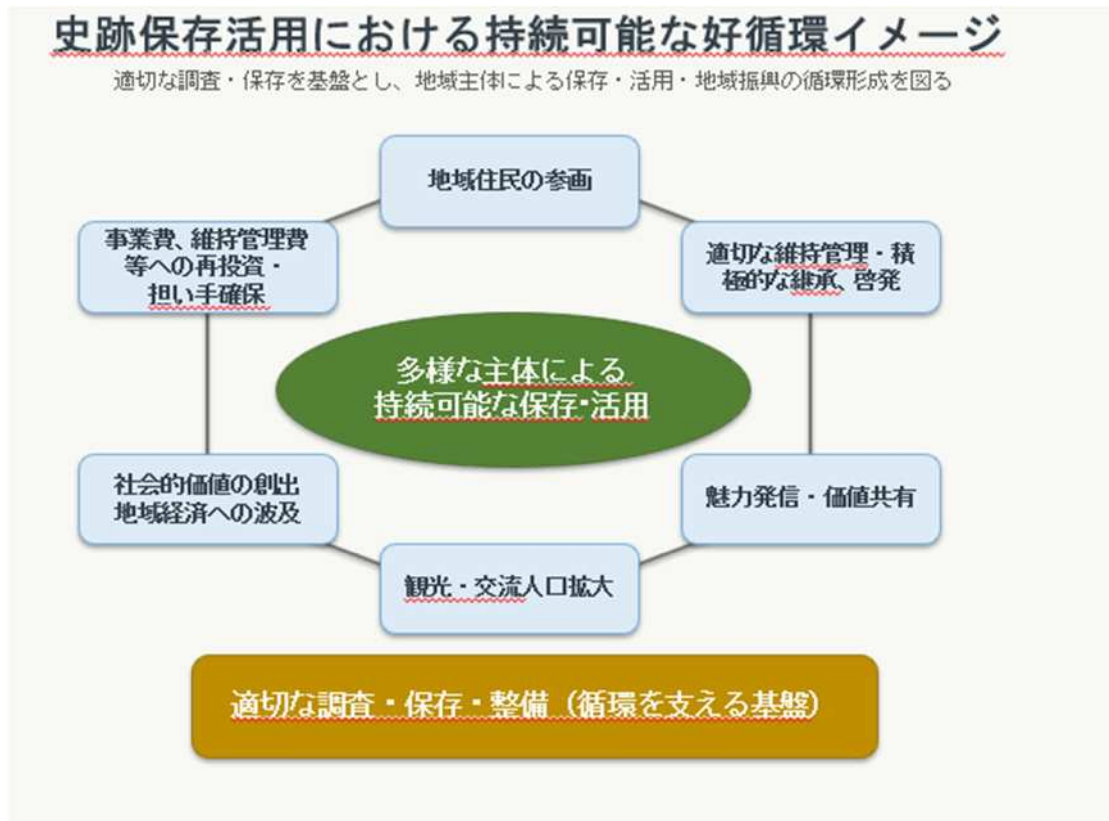 史跡保存活用における持続可能な好循環イメージ
適切な調査・保存を基盤とし、地域主体による保存・活用・地域振興の循環形成を図る
地域住民の参画
事業費、維持管理費
等への再投資・
担い手確保
適切な維持管理・積
極的な継承、啓発
多様な主体による
持続可能な保存・活用
社会的価値の創出
地域経済への波及
魅力発信・価値共有
観光・交流人口拡大
適切な調査・保存・整備（循環を支える基盤）